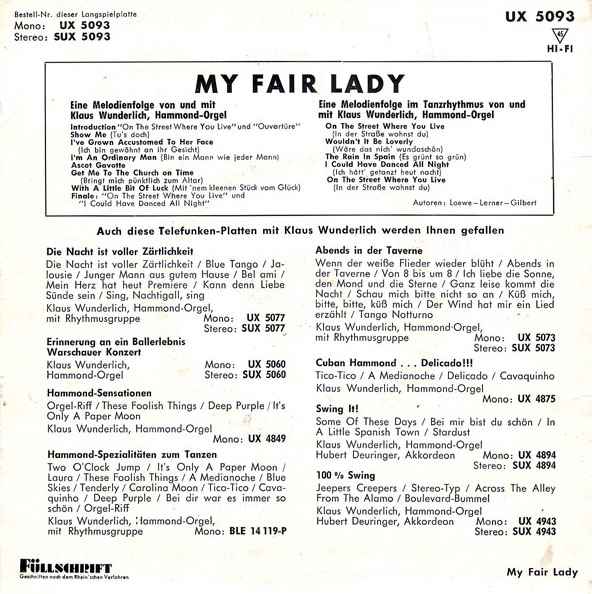 Bestell-Nr. dieser Langspielplatte
Mono: UX 5093
Stereo: SUX 5093
UX 5093
45
HI-FI
MY FAIR LADY
Eine Melodienfolge von und mit
Klaus Wunderlich, Hammond-Orgel
Introduction "On The Street Where You Live" und "Ouvertüre"
Show Me (Tu's doch)
I've Grown Accustomed To Her Face
(Ich bin gewöhnt an ihr Gesicht)
I'm An Ordinary Man (Bin ein Mann wie jeder Mann)
Ascot Gavotte
Get Me To The Church on Time
(Bringt mich pünktlich zum Altar)
With A Little Bit Of Luck (Mit 'nem kleenen Stück vom Glück)
Finale: "On The Street Where You Live" und
"I Could Have Danced All Night"
Eine Melodienfolge im Tanzrhythmus von und
mit Klaus Wunderlich, Hammond-Orgel
On The Street Where You Live
(In der Straße wohnst du)
Wouldn't It Be Loverly
(Wäre das nich' wundaschön)
The Rain In Spain (Es grünt so grün)
I Could Have Danced All Night
(Ich hätt' getanzt heut nacht)
On The Street Where You Live
(In der Straße wohnst du)
Autoren: Loewe – Lerner – Gilbert
Auch diese Telefunken-Platten mit Klaus Wunderlich werden Ihnen gefallen
Die Nacht ist voller Zärtlichkeit
Die Nacht ist voller Zärtlichkeit / Blue Tango / Ja-
lousie / Junger Mann aus gutem Hause / Bel ami /
Mein Herz hat heut Premiere / Kann denn Liebe
Sünde sein / Sing, Nachtigall, sing
Klaus Wunderlich, Hammond-Orgel,
mit Rhythmusgruppe Mono: UX 5077
Stereo: SUX 5077
Erinnerung an ein Ballerlebnis
Warschauer Konzert
Klaus Wunderlich, Mono: UX 5060
Hammond-Orgel Stereo: SUX 5060
Hammond-Sensationen
Orgel-Riff / These Foolish Things / Deep Purple / It's
Only A Paper Moon
Klaus Wunderlich, Hammond-Orgel
Mono: UX 4849
Hammond-Spezialitäten zum Tanzen
Two O'Clock Jump / It's Only A Paper Moon /
Laura / These Foolish Things / A Medianoche / Blue
Skies / Tenderly / Carolina Moon / Tico-Tico / Cava-
quinho / Deep Purple / Bei dir war es immer so
schön / Orgel-Riff
Klaus Wunderlich, Hammond-Orgel,
mit Rhythmusgruppe Mono: BLE 14 119-P
Abends in der Taverne
Wenn der weiße Flieder wieder blüht / Abends in
der Taverne / Von 8 bis um 8 / Ich liebe die Sonne,
den Mond und die Sterne / Ganz leise kommt die
Nacht / Schau mich bitte nicht so an / Küß mich,
bitte, bitte, küß mich / Der Wind hat mir ein Lied
erzählt / Tango Notturno
Klaus Wunderlich, Hammond-Orgel,
mit Rhythmusgruppe Mono: UX 5073
Stereo: SUX 5073
Cuban Hammond . . . Delicado!!!
Tico-Tico / A Medianoche / Delicado / Cavaquinho
Klaus Wunderlich, Hammond-Orgel
Mono: UX 4875
Swing It!
Some Of These Days / Bei mir bist du schön / In
A Little Spanish Town / Stardust
Klaus Wunderlich, Hammond-Orgel
Hubert Deuringer, Akkordeon Mono: UX 4894
Stereo: SUX 4894
100 % Swing
Jeepers Creepers / Stereo-Typ / Across The Alley
From The Alamo / Boulevard-Bummel
Klaus Wunderlich, Hammond-Orgel
Hubert Deuringer, Akkordeon Mono: UX 4943
Stereo: SUX 4943
FÜLLSCHRIFT
Geschnitten nach dem Rhein'schen Verfahren.
My Fair Lady